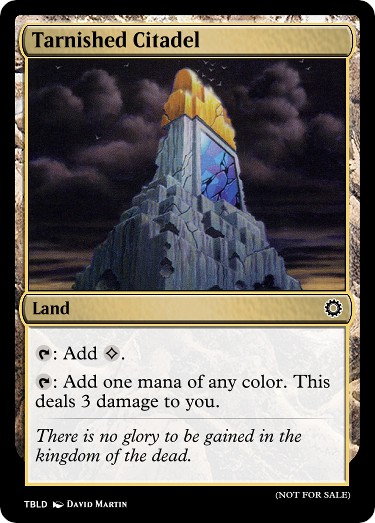 Tarnished Citadel
Land
: Add .
: Add one mana of any color. This
deals 3 damage to you.
There is no glory to be gained in the
kingdom of the dead.
TBLD David Martin
(NOT FOR SALE)